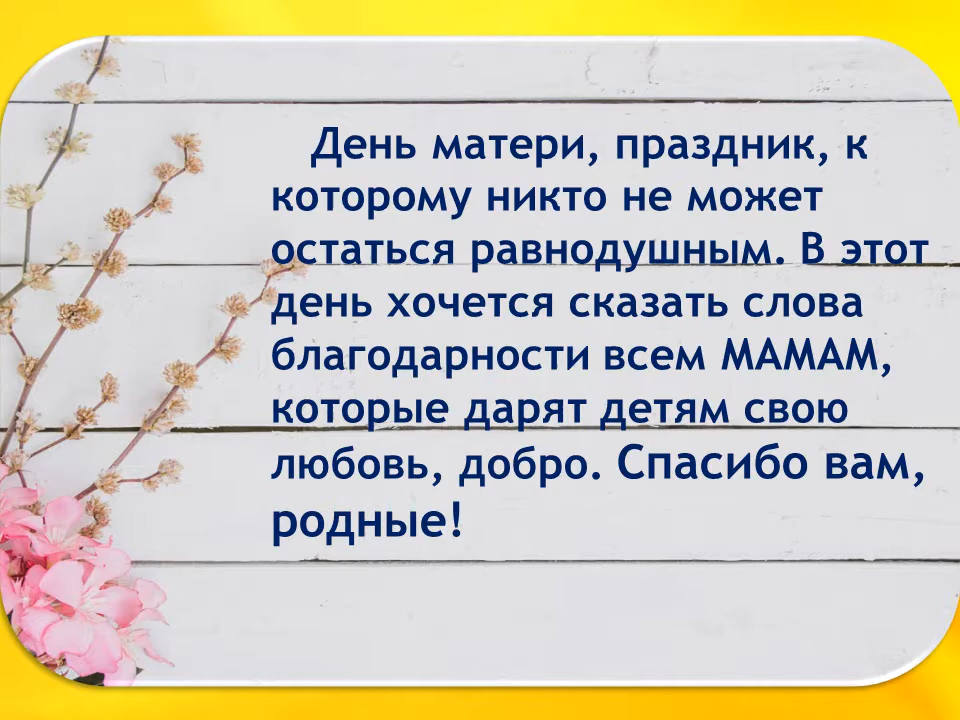 День матери, праздник, к
которому никто не может
остаться равнодушным. В этот
день хочется сказать слова
благодарности всем МАМАМ,
которые дарят детям свою
любовь, добро. Спасибо вам,
родные!